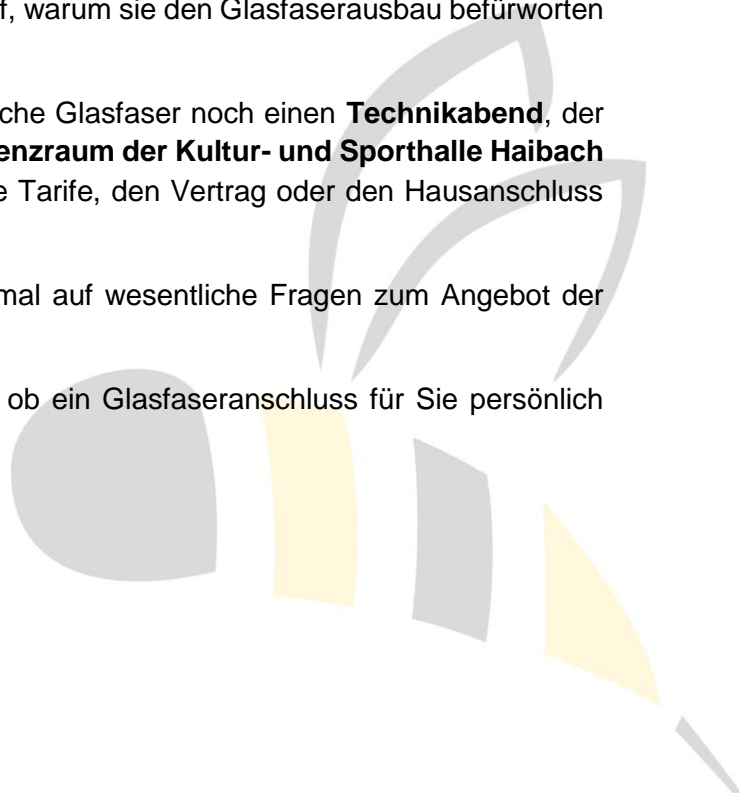 warum sie den Glasfaserausbau befürworten
che Glasfaser noch einen Technikabend, der
enzraum der Kultur- und Sporthalle Haibach
e Tarife, den Vertrag oder den Hausanschluss
mal auf wesentliche Fragen zum Angebot der
ob ein Glasfaseranschluss für Sie persönlich